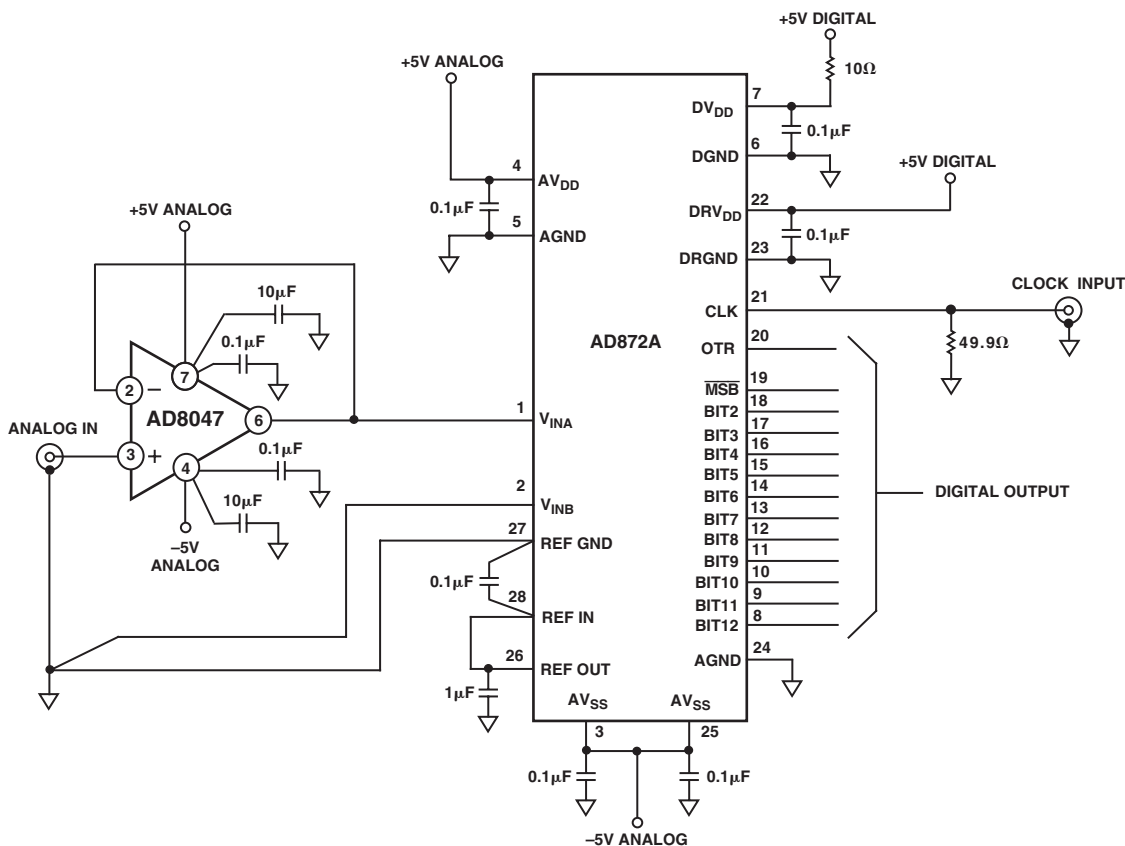 +5V DIGITAL
10Ω
+5V ANALOG
7
DVDD
0.1µF
6
DGND
+5V DIGITAL
4
AVDD
22
DRVDD
0.1µF
5
AGND
0.1µF
23
DRGND
+5V ANALOG
21
CLK
CLOCK INPUT
49.9Ω
10µF
0.1µF
AD872A
20
OTR
7
2
–
AD8047
6
19
MSB
18
BIT2
17
BIT3
16
BIT4
15
BIT5
14
BIT6
13
BIT7
12
BIT8
11
BIT9
10
BIT10
9
BIT11
8
BIT12
DIGITAL OUTPUT
1
VINA
ANALOG IN
3
+
4
0.1µF
10µF
–5V
ANALOG
2
VINB
27
REF GND
0.1µF
28
REF IN
26
REF OUT
1µF
24
AGND
AVSS
AVSS
3
25
0.1µF
0.1µF
–5V ANALOG